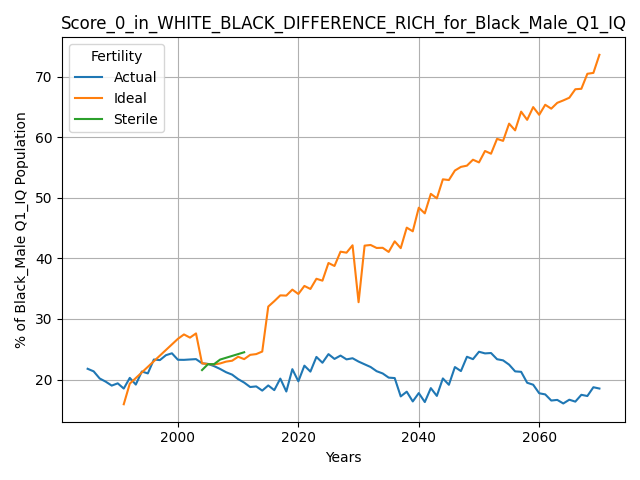 Score_0_in_WHITE_BLACK_DIFFERENCE_RICH_for_Black_Male_Q1_IQ
Fertility
Actual
Ideal
Sterile
% of Black_Male Q1_IQ Population
70
60
50
40
30
20
2000
2020
2040
2060
Years